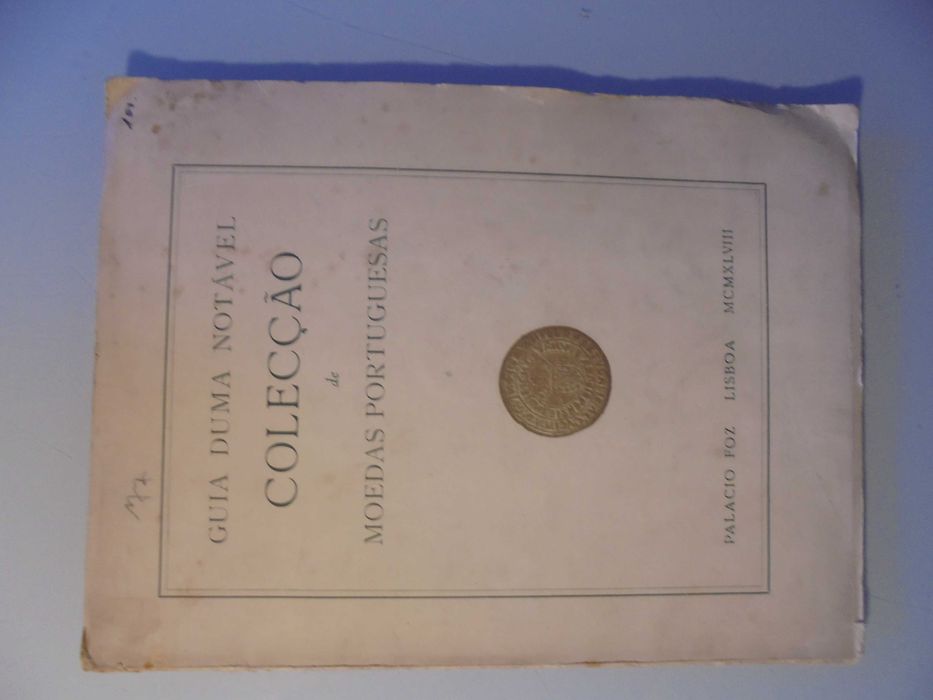 GUIA DUMA NOTÁVEL
COLECÇÃO
de
MOEDAS PORTUGUESAS
PALACIO FOZ LISBOA MCMXLVIII